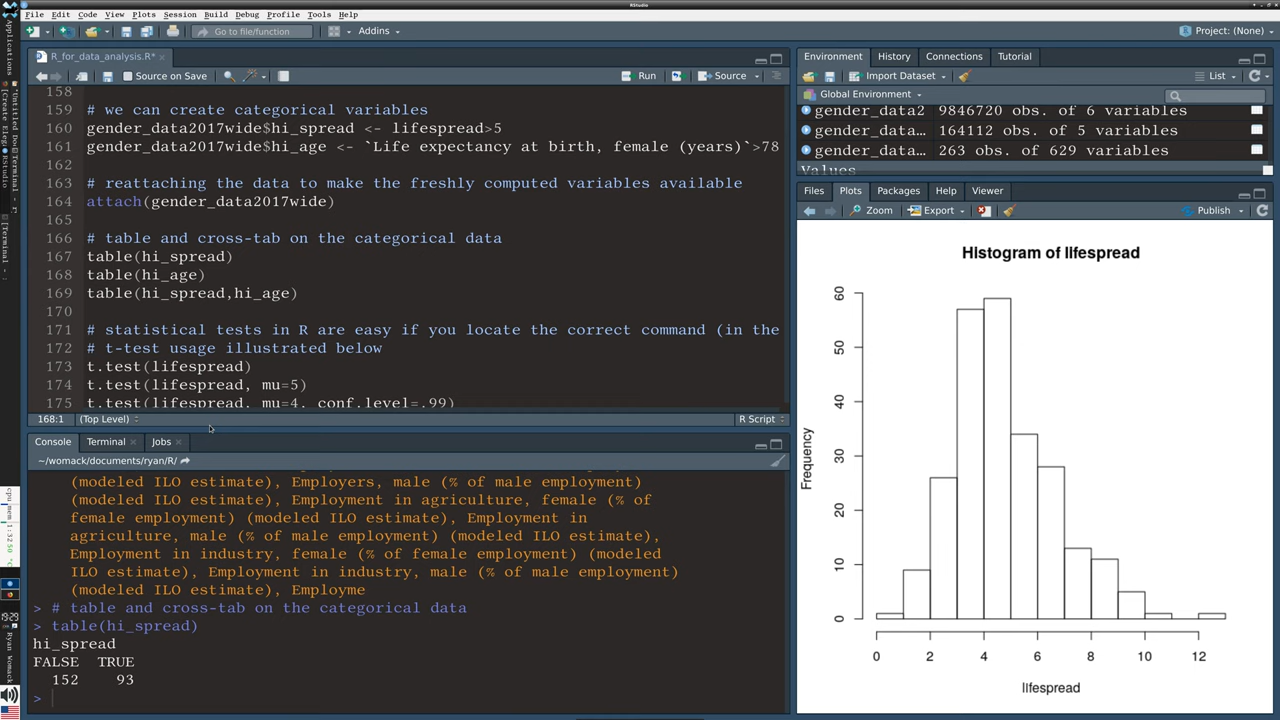 RStudio
File Edit Code View Plots Session Build Debug Profile Tools Help
Go to file/function
Addins
Project: (None)
R_for_data_analysis.R*
Source on Save
Run
Source
158
159 # we can create categorical variables
160 gender_data2017wide$hi_spread <- lifespread>5
161 gender_data2017wide$hi_age <- `Life expectancy at birth, female (years)`>78
162
163 # reattaching the data to make the freshly computed variables available
164 attach(gender_data2017wide)
165
166 # table and cross-tab on the categorical data
167 table(hi_spread)
168 table(hi_age)
169 table(hi_spread,hi_age)
170
171 # statistical tests in R are easy if you locate the correct command (in the
172 # t-test usage illustrated below
173 t.test(lifespread)
174 t.test(lifespread, mu=5)
175 t.test(lifespread, mu=4, conf.level=.99)
168:1 (Top Level) R Script
Console Terminal Jobs
~/womack/documents/ryan/R/
(modeled ILO estimate), Employers, male (% of male employment)
(modeled ILO estimate), Employment in agriculture, female (% of
female employment) (modeled ILO estimate), Employment in
agriculture, male (% of male employment) (modeled ILO estimate),
Employment in industry, female (% of female employment) (modeled
ILO estimate), Employment in industry, male (% of male employment)
(modeled ILO estimate), Employme
> # table and cross-tab on the categorical data
> table(hi_spread)
hi_spread
FALSE TRUE
152 93
>
Environment History Connections Tutorial
Import Dataset
List
Global Environment
gender_data2 9846720 obs. of 6 variables
gender_data… 164112 obs. of 5 variables
gender_data… 263 obs. of 629 variables
Values
Files Plots Packages Help Viewer
Zoom Export Publish
Histogram of lifespread
Frequency
60
50
40
30
20
10
0
0 2 4 6 8 10 12
lifespread
Applications
RStudio
cpu mem 1:32
19:29
Ryan Womack